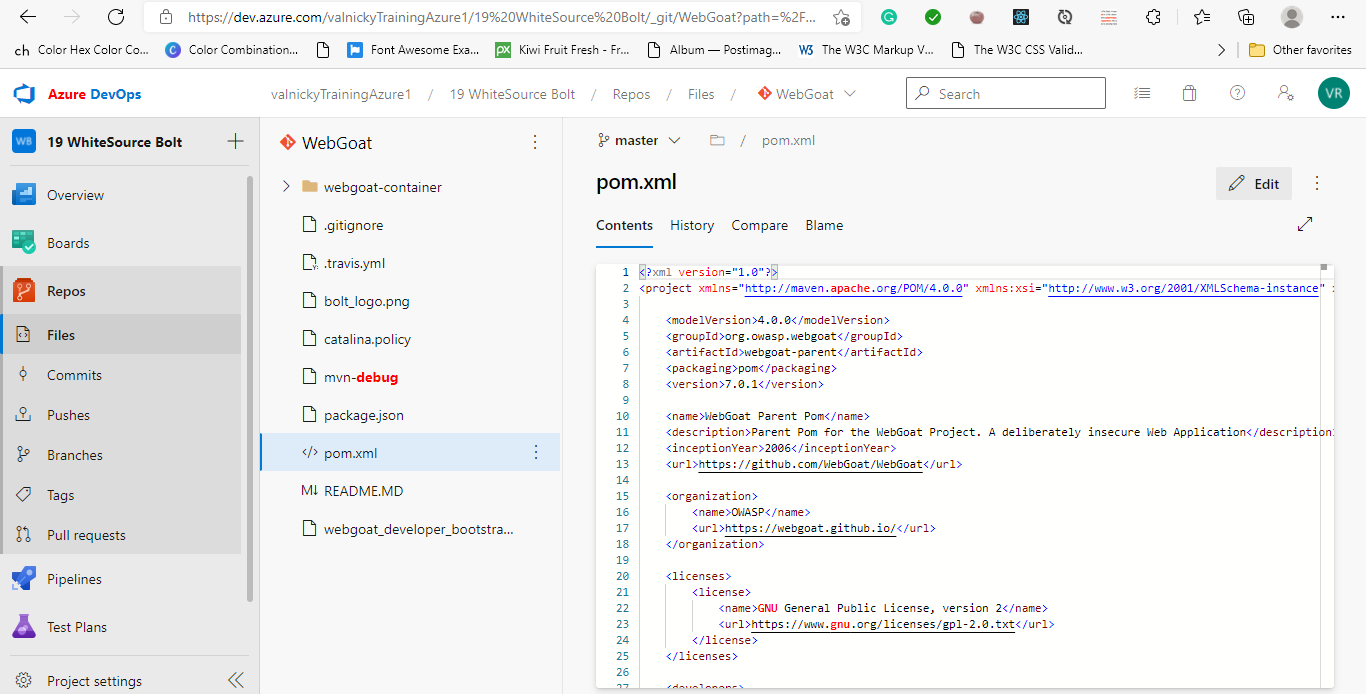 https://dev.azure.com/valnickyTrainingAzure1/19%20WhiteSource%20Bolt/_git/WebGoat?path=%2F...
ch Color Hex Color Co... C Color Combination... Font Awesome Exa... px Kiwi Fruit Fresh - Fr... Album — Postimag... W3 The W3C Markup V... The W3C CSS Valid... Other favorites
Azure DevOps valnickyTrainingAzure1 / 19 WhiteSource Bolt / Repos / Files / WebGoat Search VR
WB 19 WhiteSource Bolt
Overview
Boards
Repos
Files
Commits
Pushes
Branches
Tags
Pull requests
Pipelines
Test Plans
Project settings
WebGoat
webgoat-container
.gitignore
.travis.yml
bolt_logo.png
catalina.policy
mvn-debug
package.json
pom.xml
README.MD
webgoat_developer_bootstra...
master / pom.xml
pom.xml Edit
Contents History Compare Blame
1 <?xml version="1.0"?>
2 <project xmlns="http://maven.apache.org/POM/4.0.0" xmlns:xsi="http://www.w3.org/2001/XMLSchema-instance"
3
4 <modelVersion>4.0.0</modelVersion>
5 <groupId>org.owasp.webgoat</groupId>
6 <artifactId>webgoat-parent</artifactId>
7 <packaging>pom</packaging>
8 <version>7.0.1</version>
9
10 <name>WebGoat Parent Pom</name>
11 <description>Parent Pom for the WebGoat Project. A deliberately insecure Web Application</description
12 <inceptionYear>2006</inceptionYear>
13 <url>https://github.com/WebGoat/WebGoat</url>
14
15 <organization>
16 <name>OWASP</name>
17 <url>https://webgoat.github.io/</url>
18 </organization>
19
20 <licenses>
21 <license>
22 <name>GNU General Public License, version 2</name>
23 <url>https://www.gnu.org/licenses/gpl-2.0.txt</url>
24 </license>
25 </licenses>
26
27 <developers>